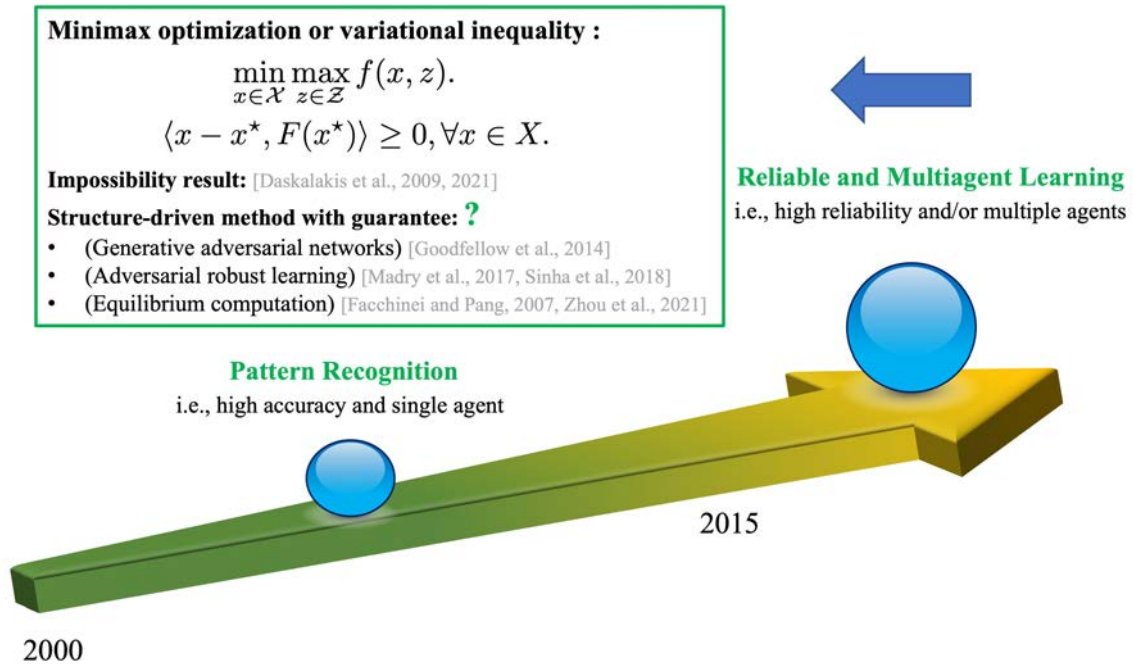 Minimax optimization or variational inequality :
min max f(x, z).
x∈𝒳 z∈𝒵
⟨x − x⋆, F(x⋆)⟩ ≥ 0, ∀x ∈ X.
Impossibility result: [Daskalakis et al., 2009, 2021]
Structure-driven method with guarantee: ?
• (Generative adversarial networks) [Goodfellow et al., 2014]
• (Adversarial robust learning) [Madry et al., 2017, Sinha et al., 2018]
• (Equilibrium computation) [Facchinei and Pang, 2007, Zhou et al., 2021]
Reliable and Multiagent Learning
i.e., high reliability and/or multiple agents
Pattern Recognition
i.e., high accuracy and single agent
2015
2000